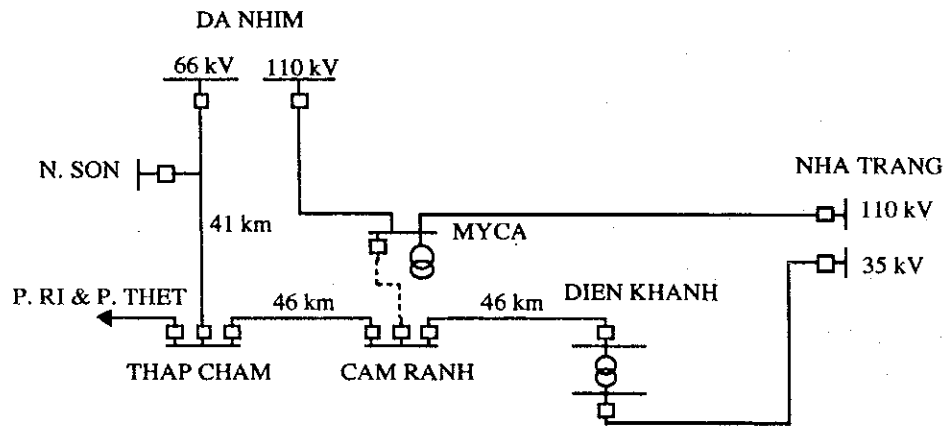 DA NHIM
66 kV
110 kV
N. SON
NHA TRANG
110 kV
41 km
MYCA
35 kV
DIEN KHANH
P. RI & P. THET
46 km
46 km
THAP CHAM
CAM RANH